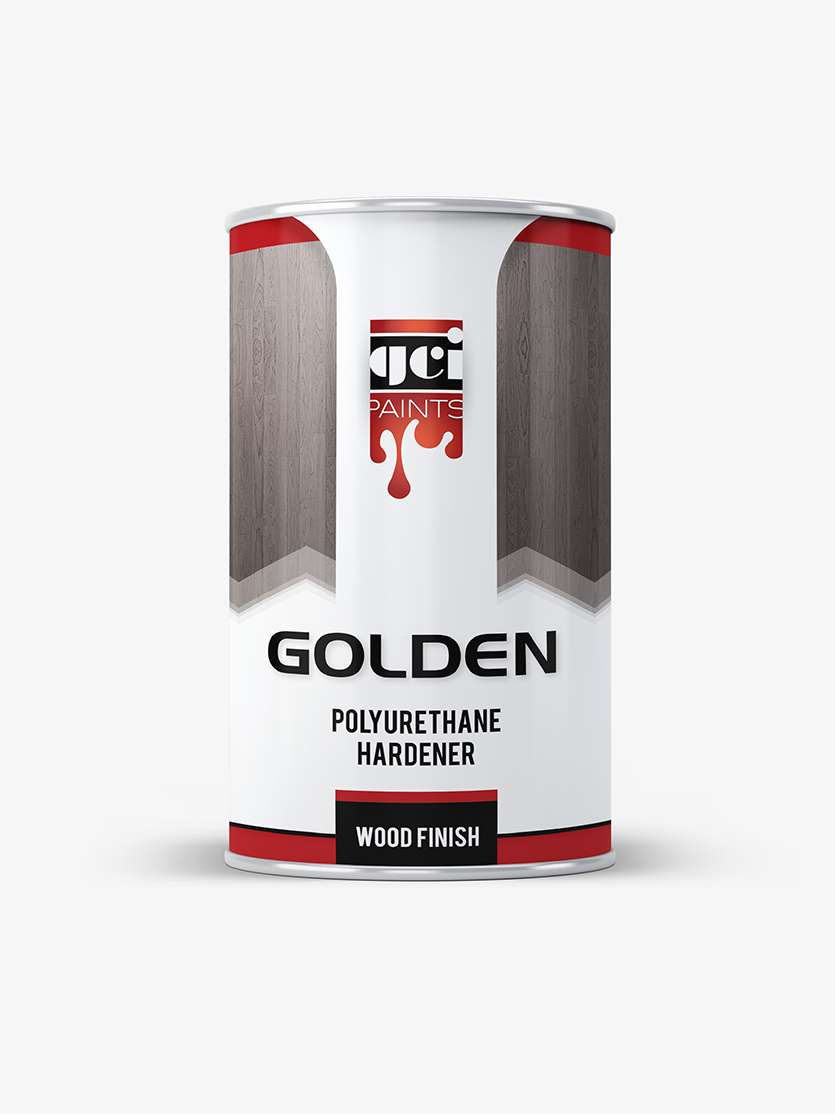 gci
PAINTS
GOLDEN
POLYURETHANE
HARDENER
WOOD FINISH